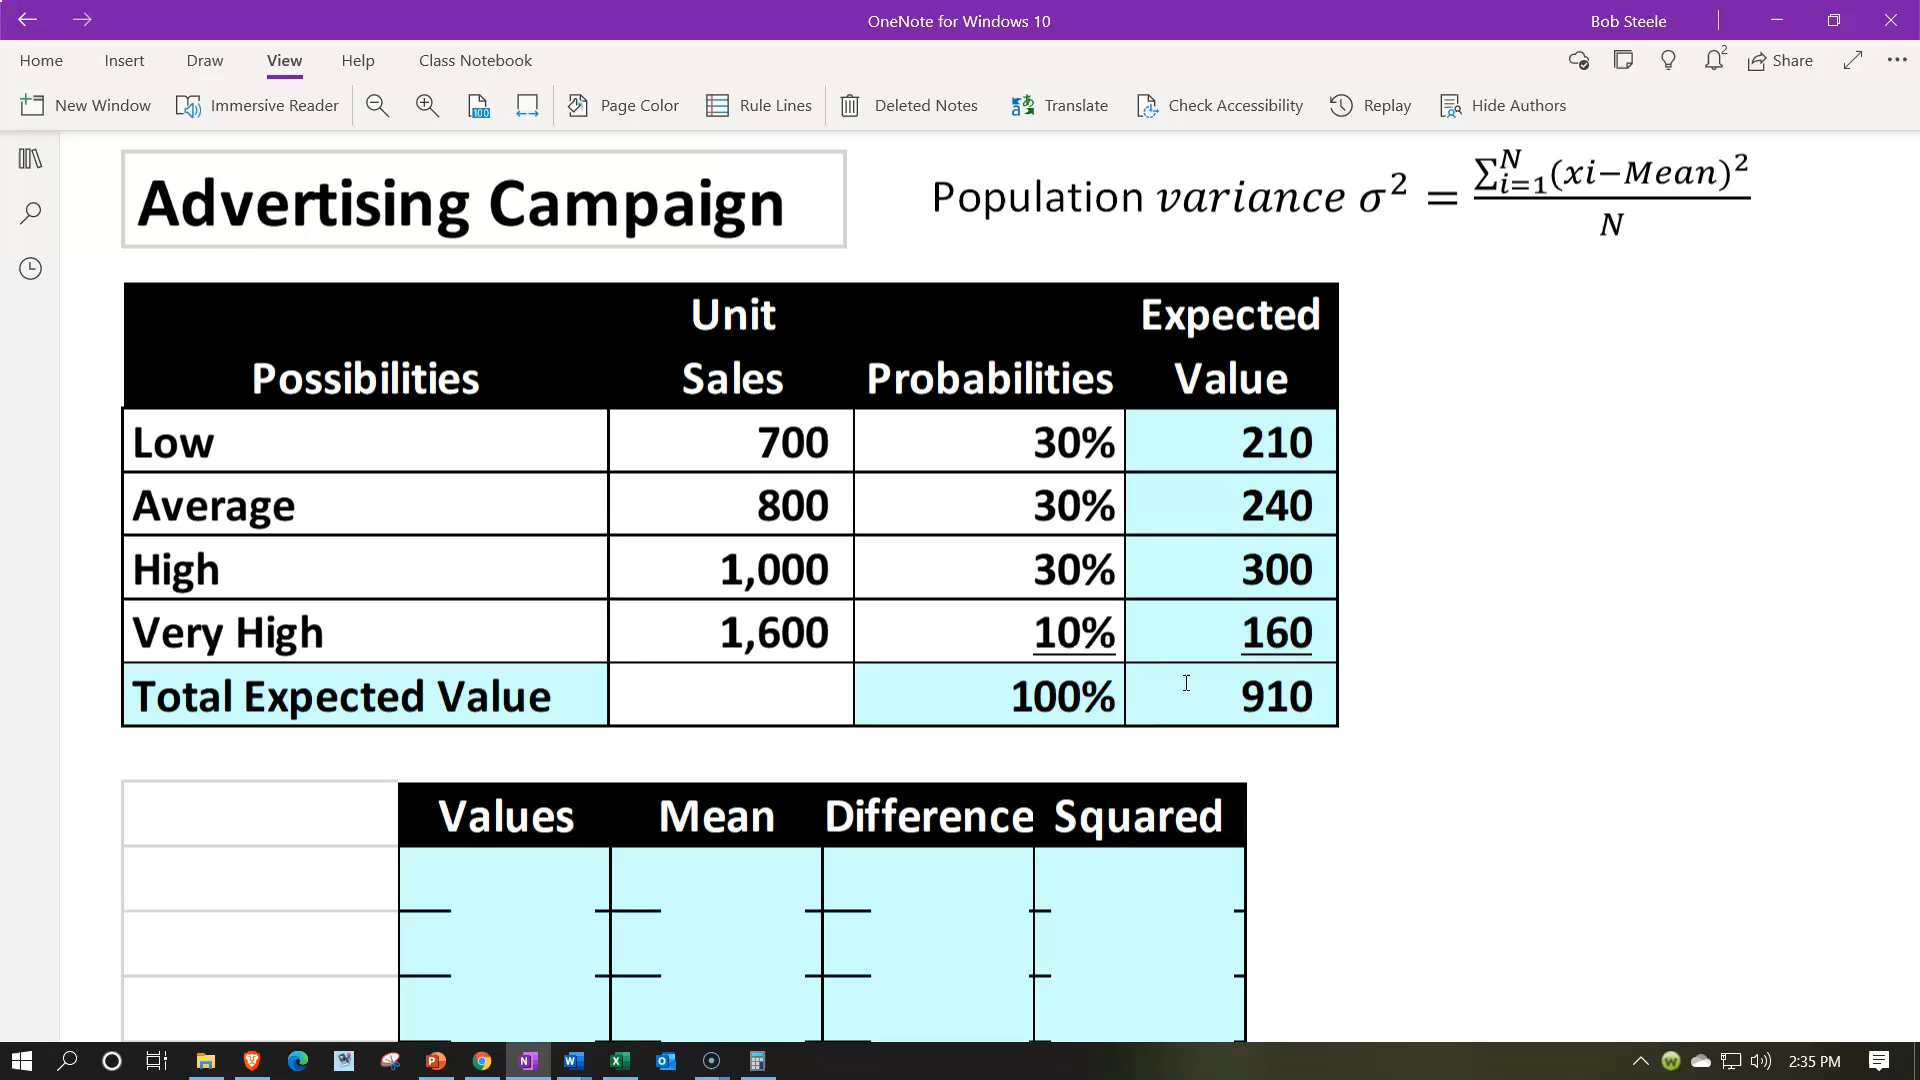 OneNote for Windows 10
Bob Steele
Home Insert Draw View Help Class Notebook
2
Share
New Window Immersive Reader 100 Page Color Rule Lines Deleted Notes Translate Check Accessibility Replay Hide Authors
Advertising Campaign
Population variance σ² = ∑ᴺᵢ₌₁(xi−Mean)² / N
Possibilities Unit Sales Probabilities Expected Value
Low 700 30% 210
Average 800 30% 240
High 1,000 30% 300
Very High 1,600 10% 160
Total Expected Value 100% 910
Values Mean Difference Squared
2:35 PM